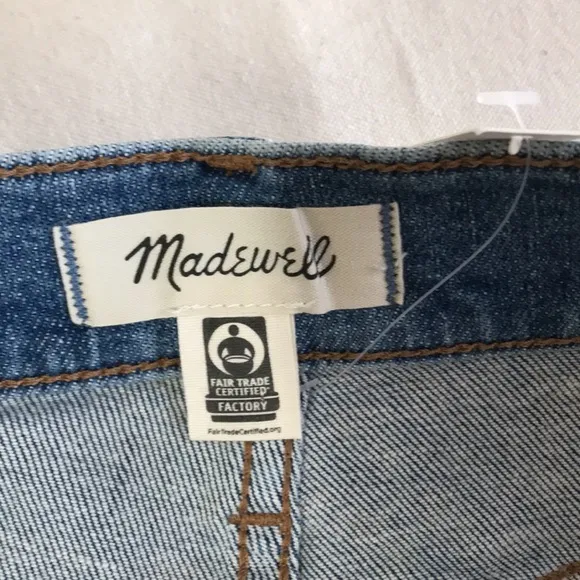 Madewell
FAIR TRADE
CERTIFIED
FACTORY
FairTradeCertified.org